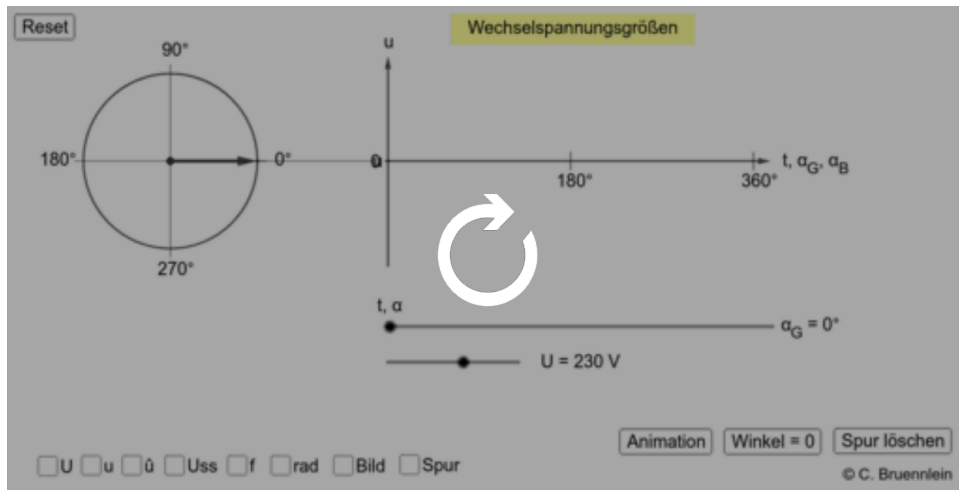 Reset
Wechselspannungsgrößen
90°
u
180°
0°
t, α_G, α_B
180°
360°
270°
t, α
α_G = 0°
U = 230 V
Animation
Winkel = 0
Spur löschen
U u û Uss f rad Bild Spur
© C. Bruennlein